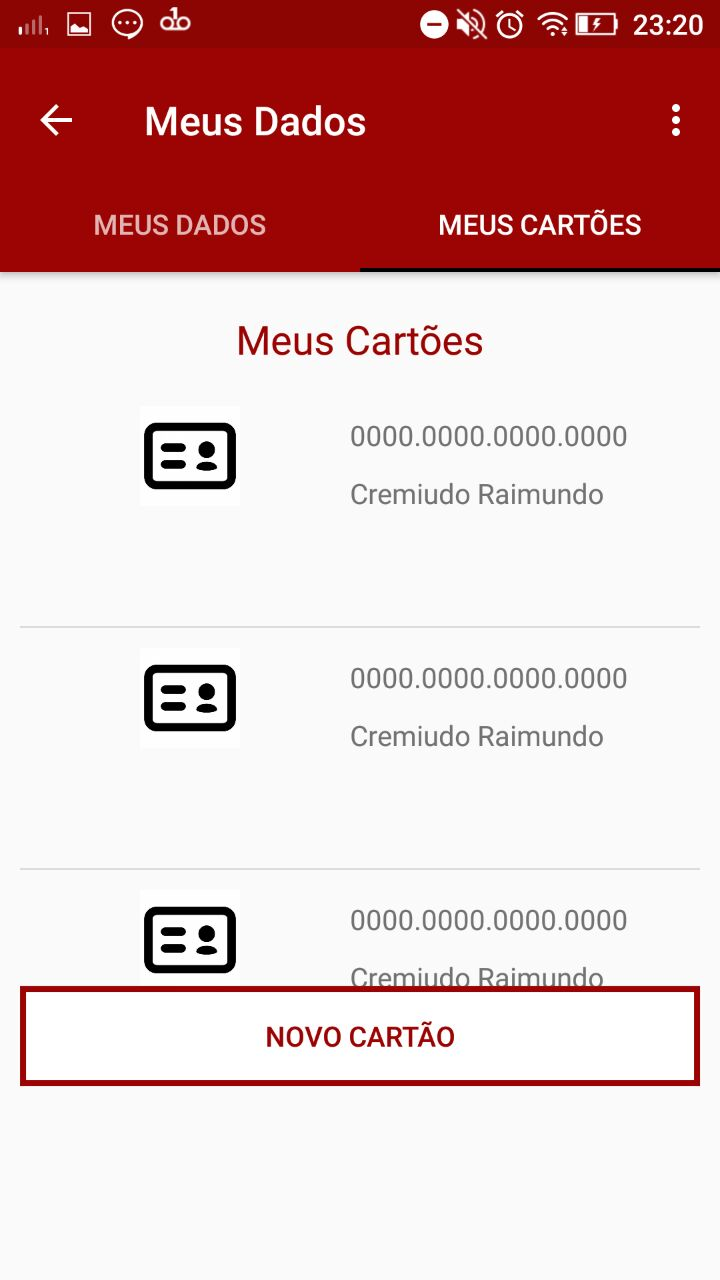 23:20
Meus Dados
MEUS DADOS
MEUS CARTÕES
Meus Cartões
0000.0000.0000.0000
Cremiudo Raimundo
0000.0000.0000.0000
Cremiudo Raimundo
0000.0000.0000.0000
Cremiudo Raimundo
NOVO CARTÃO